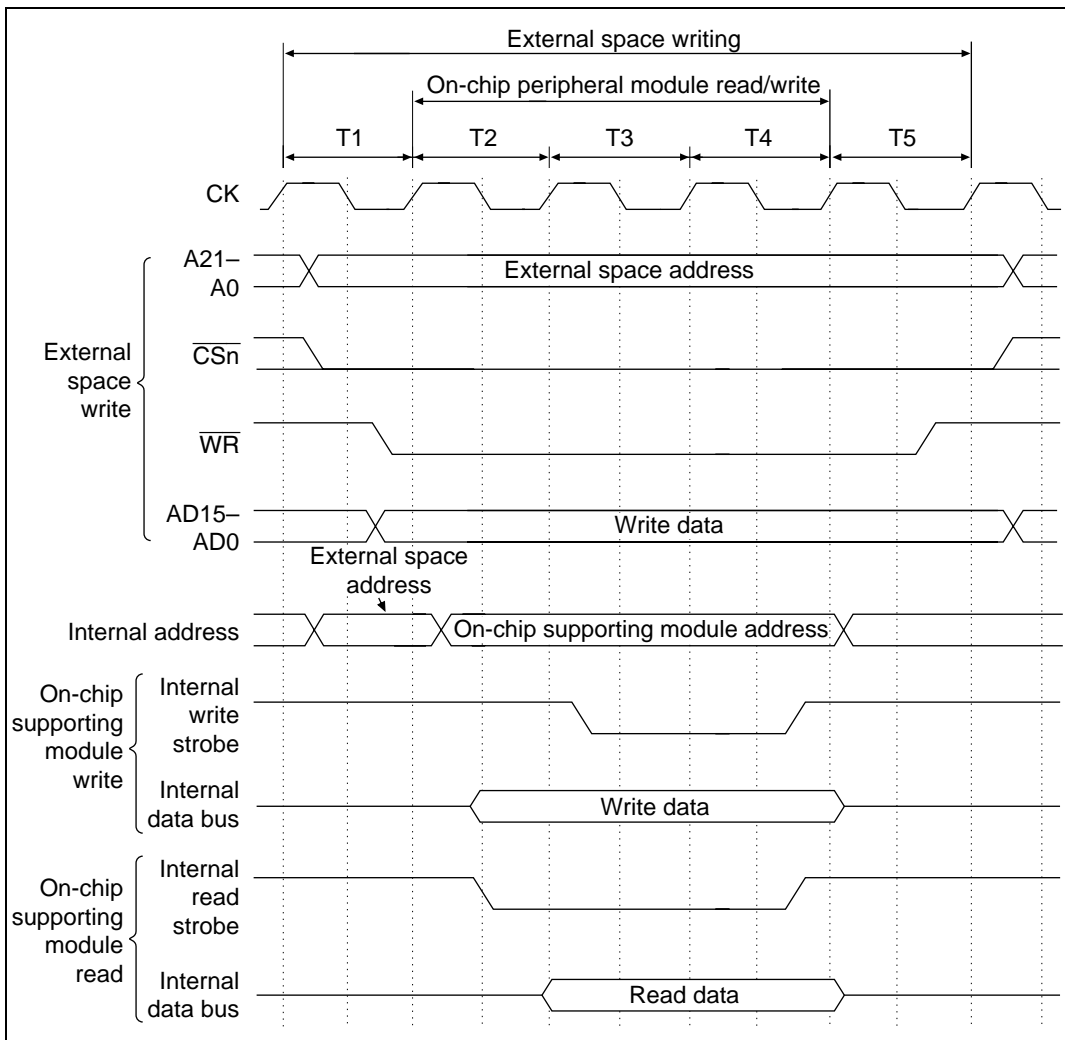 External space writing
On-chip peripheral module read/write
T1 T2 T3 T4 T5
CK
A21–
A0
External space address
External
space
write
CSn
WR
AD15–
AD0
Write data
External space
address
Internal address
On-chip supporting module address
On-chip
supporting
module
write
Internal
write
strobe
Internal
data bus
Write data
On-chip
supporting
module
read
Internal
read
strobe
Internal
data bus
Read data